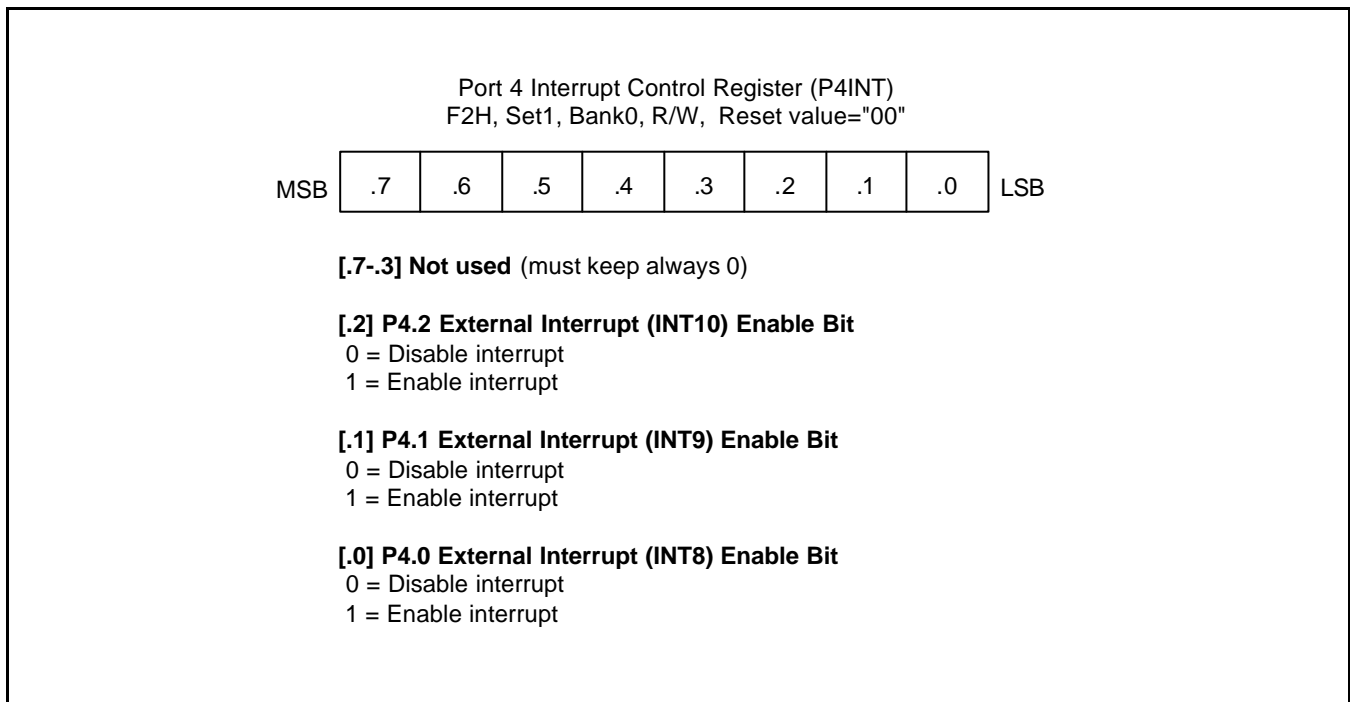 Port 4 Interrupt Control Register (P4INT)
F2H, Set1, Bank0, R/W, Reset value="00"
MSB .7 .6 .5 .4 .3 .2 .1 .0 LSB
[.7-.3] Not used (must keep always 0)
[.2] P4.2 External Interrupt (INT10) Enable Bit
0 = Disable interrupt
1 = Enable interrupt
[.1] P4.1 External Interrupt (INT9) Enable Bit
0 = Disable interrupt
1 = Enable interrupt
[.0] P4.0 External Interrupt (INT8) Enable Bit
0 = Disable interrupt
1 = Enable interrupt